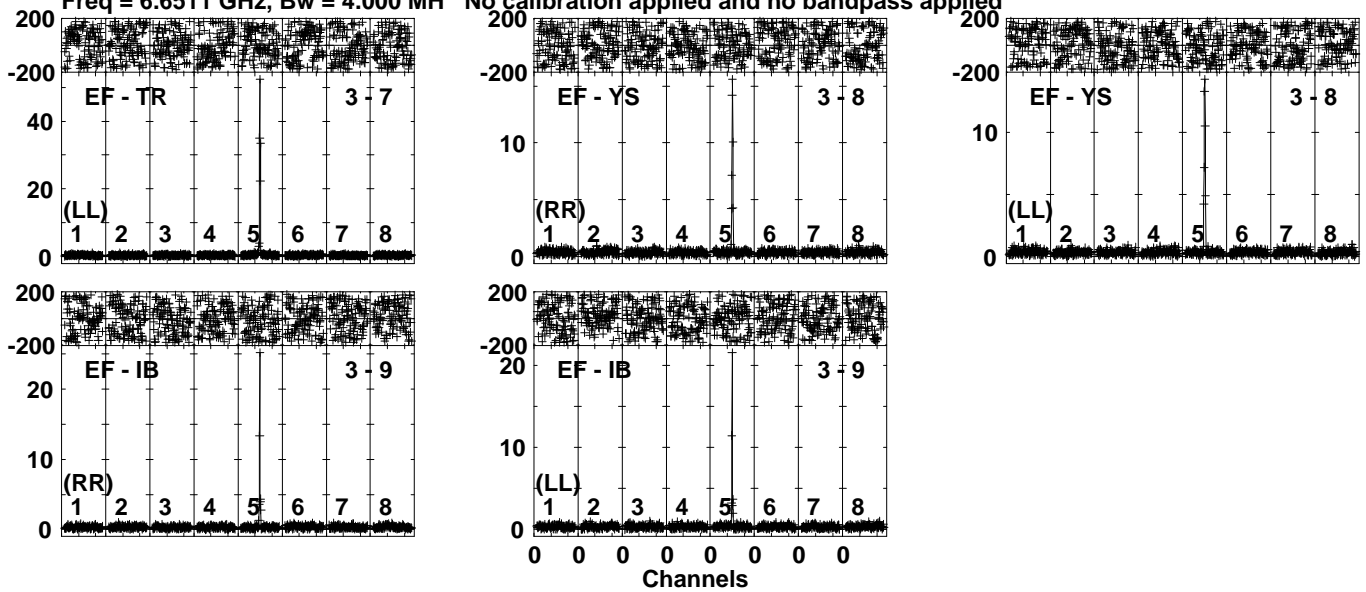 Freq = 6.6511 GHz, Bw = 4.000 MH No calibration applied and no bandpass applied
200
-200
EF - TR 3 - 7
40
20
0
(LL)
1 2 3 4 5 6 7 8
200
-200
EF - YS 3 - 8
10
0
(RR)
1 2 3 4 5 6 7 8
200
-200
EF - YS 3 - 8
10
0
(LL)
1 2 3 4 5 6 7 8
200
-200
EF - IB 3 - 9
20
10
0
(RR)
1 2 3 4 5 6 7 8
200
-200
EF - IB 3 - 9
20
10
0
(LL)
1 2 3 4 5 6 7 8
0 0 0 0 0 0 0 0
Channels